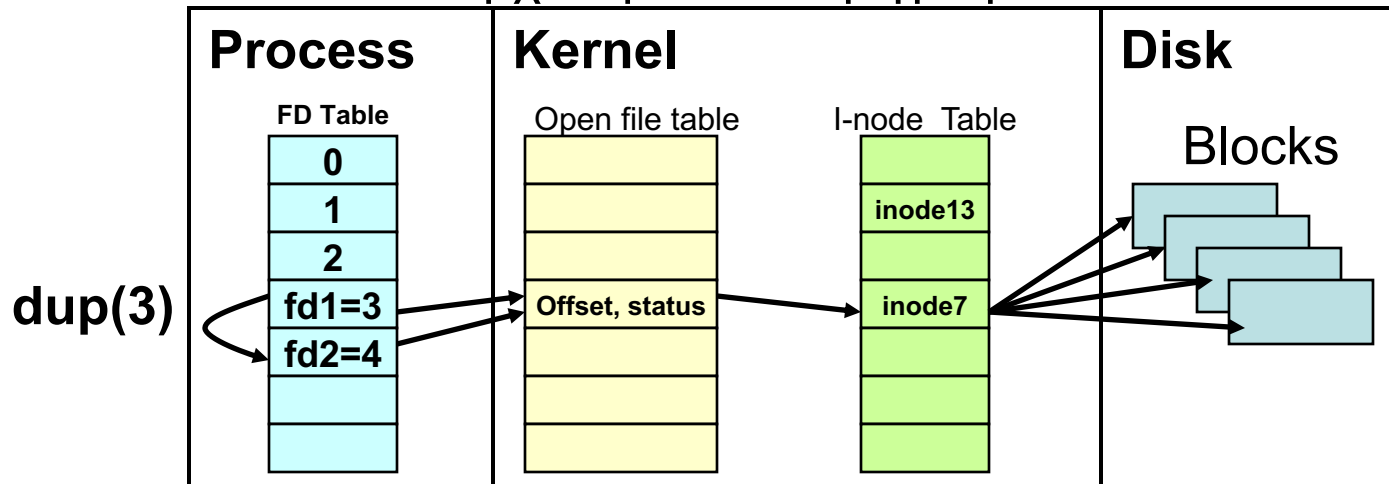 Process
Kernel
Disk
FD Table
Open file table
I-node Table
Blocks
0
1
inode13
2
dup(3)
fd1=3
Offset, status
inode7
fd2=4